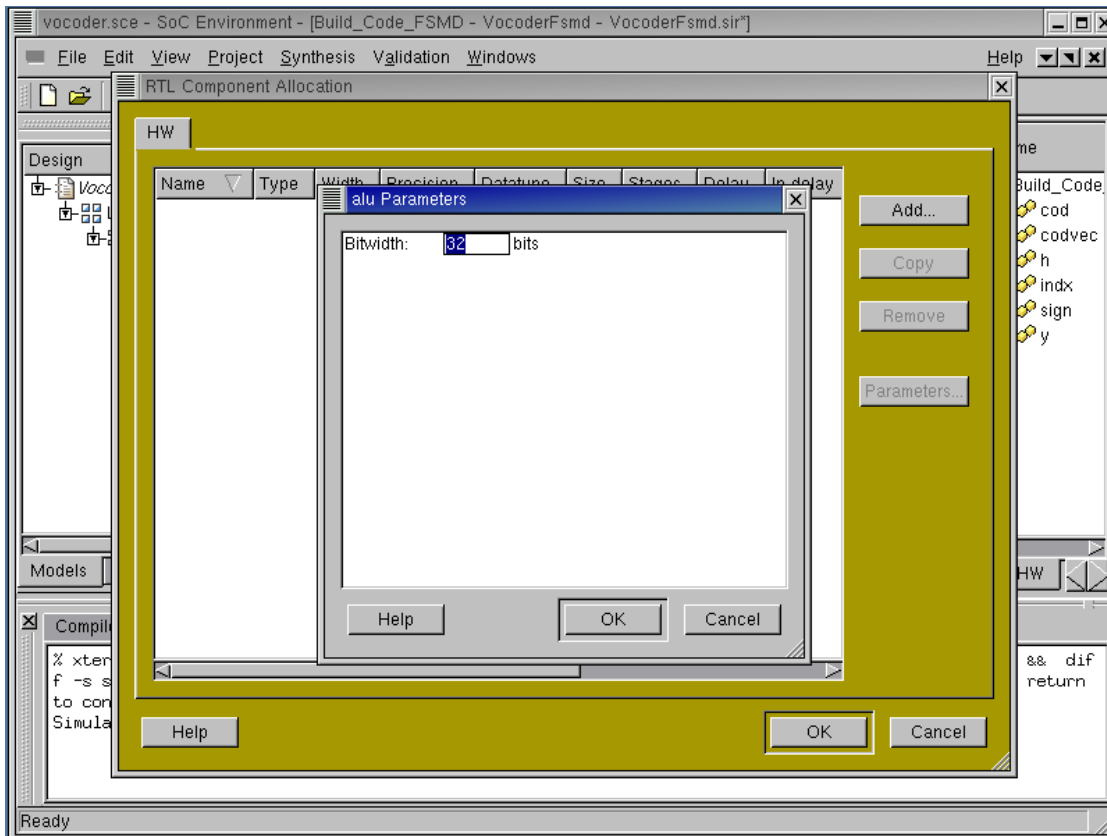 vocoder.sce - SoC Environment - [Build_Code_FSMD - VocoderFsmd - VocoderFsmd.sir*]
File Edit View Project Synthesis Validation Windows Help
RTL Component Allocation
HW
Design
Voco
Name Type Width Precision Datatype Size Stages Delay In delay
alu Parameters
Bitwidth: 32 bits
Add...
Copy
Remove
Parameters...
me
Build_Code_
cod
codvec
h
indx
sign
y
Help OK Cancel
Models
HW
Help OK Cancel
Compile
% xter && dif
f -s s return
to con
Simula
Ready